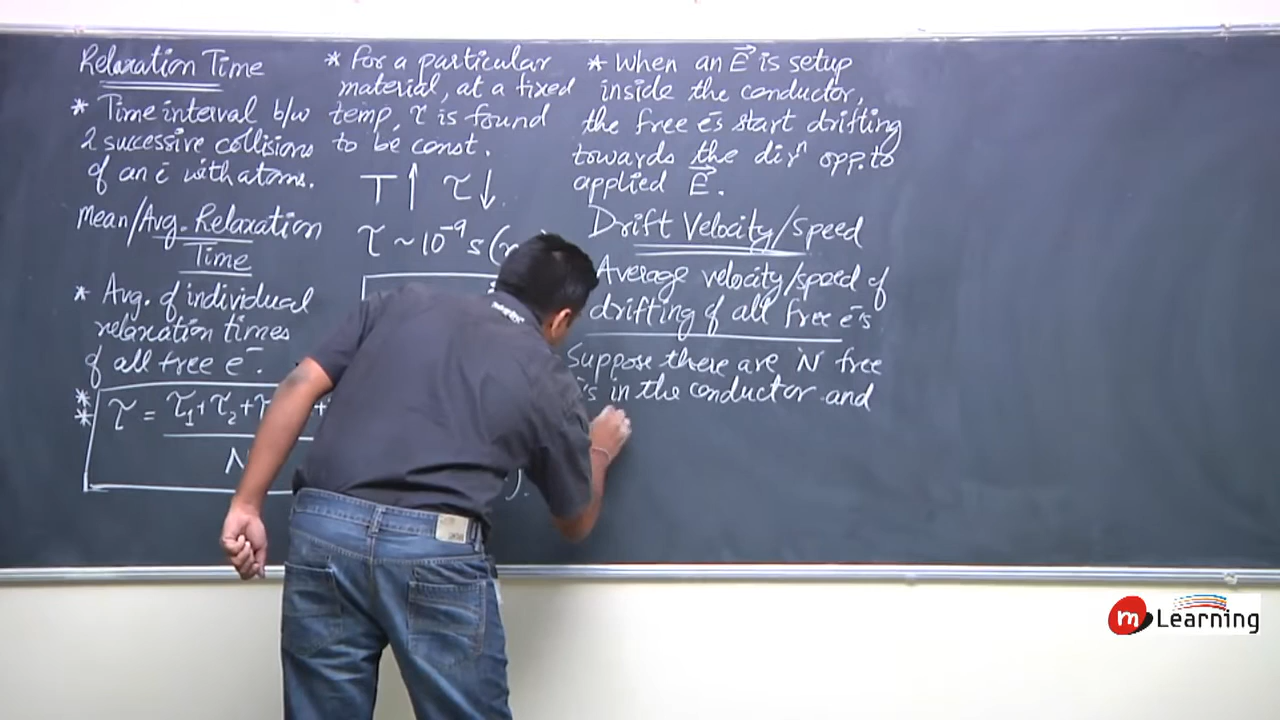 Relaxation Time
* Time interval b/w
2 successive collisions
of an ē with atoms.
Mean/Avg. Relaxation
Time
* Avg. of individual
relaxation times
of all free e⁻.
* * τ = τ₁+τ₂+τ +
N
* For a particular
material, at a fixed
temp, τ is found
to be const.
T↑ τ↓.
τ ~ 10⁻⁹ s (
* When an E⃗ is setup
inside the conductor,
the free ēs start drifting
towards the dirⁿ opp. to
applied E⃗.
Drift Velocity/Speed
Average velocity/speed of
drifting of all free ēs
Suppose there are N free
in the conductor and
m Learning